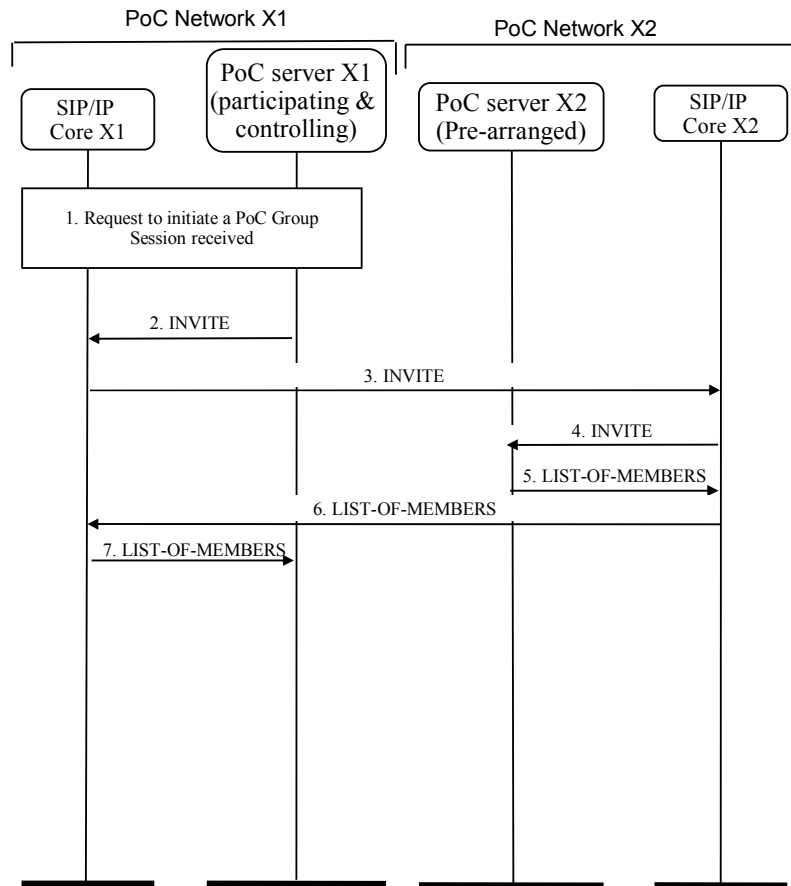 PoC Network X1
PoC Network X2
SIP/IP
Core X1
PoC server X1
(participating &
controlling)
PoC server X2
(Pre-arranged)
SIP/IP
Core X2
1. Request to initiate a PoC Group
Session received
2. INVITE
3. INVITE
4. INVITE
5. LIST-OF-MEMBERS
6. LIST-OF-MEMBERS
7. LIST-OF-MEMBERS